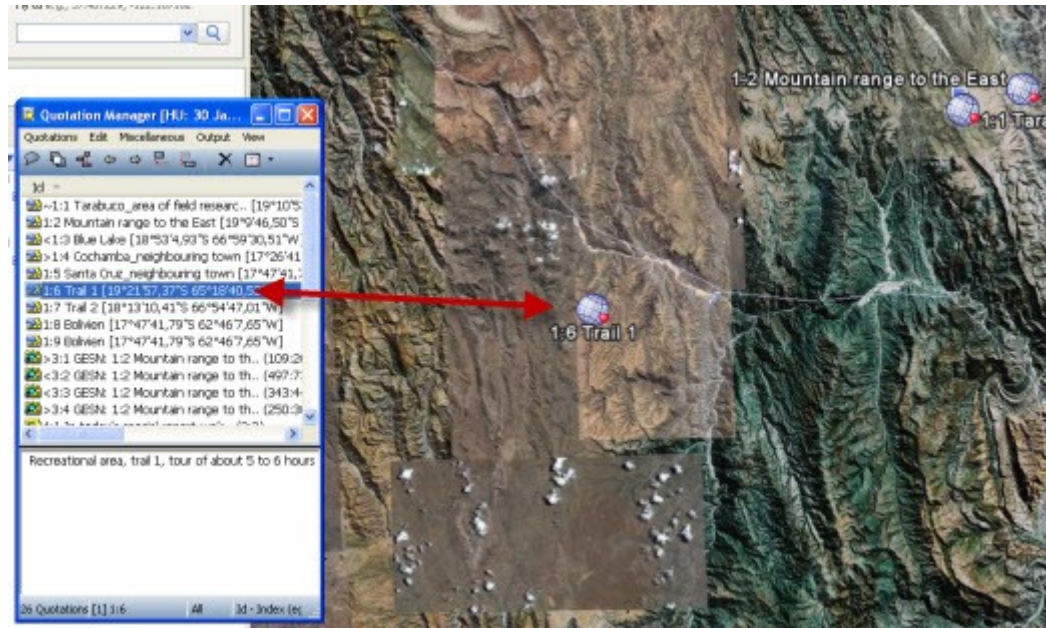 Quotation Manager [HU: 30 Ja...
Quotations Edit Miscellaneous Output View
Id
~1:1 Tarabuco_area of field researc.. [19°10'5
1:2 Mountain range to the East [19°9'46,50"S
<1:3 Blue Lake [18°53'4,93"S 66°59'30,51"W]
>1:4 Cochamba_neighbouring town [17°26'41
1:5 Santa Cruz_neighbouring town [17°47'41,
1:6 Trail 1 [19°21'57,37"S 65°18'40,5
1:7 Trail 2 [18°13'10,41"S 66°54'47,01"W]
1:8 Bolivien [17°47'41,79"S 62°46'7,65"W]
1:9 Bolivien [17°47'41,79"S 62°46'7,65"W]
>3:1 GESN: 1:2 Mountain range to th.. (109:2
<3:2 GESN: 1:2 Mountain range to th.. (497:7
<3:3 GESN: 1:2 Mountain range to th.. (343:4
>3:4 GESN: 1:2 Mountain range to th.. (250:3
Recreational area, trail 1, tour of about 5 to 6 hours
26 Quotations [1] 1:6 All Id - Index (eç
1-2 Mountain range to the East
1:1 Tara
1:6 Trail 1